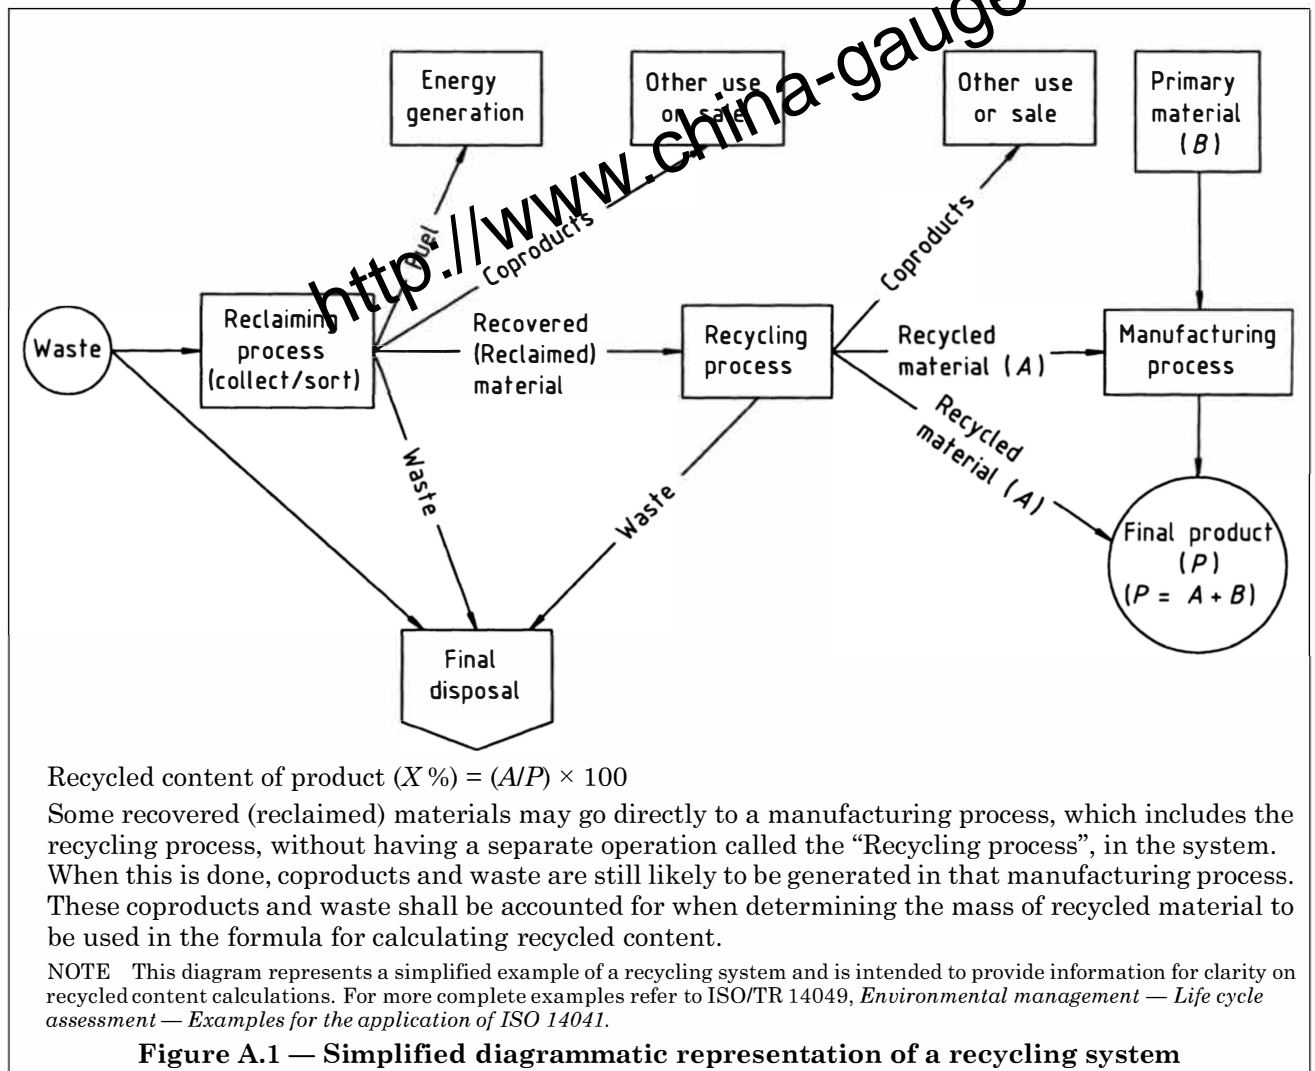 http://www.china-gauge
Energy
generation
Other use
or sale
Other use
or sale
Primary
material
(B)
Fuel
Coproducts
Coproducts
Waste
Reclaiming
process
(collect/sort)
Recovered
(Reclaimed)
material
Recycling
process
Recycled
material (A)
Manufacturing
process
Recycled
material (A)
Waste
Waste
Final product
(P)
(P = A + B)
Final
disposal
Recycled content of product (X %) = (A/P) × 100
Some recovered (reclaimed) materials may go directly to a manufacturing process, which includes the
recycling process, without having a separate operation called the “Recycling process”, in the system.
When this is done, coproducts and waste are still likely to be generated in that manufacturing process.
These coproducts and waste shall be accounted for when determining the mass of recycled material to
be used in the formula for calculating recycled content.
NOTE This diagram represents a simplified example of a recycling system and is intended to provide information for clarity on
recycled content calculations. For more complete examples refer to ISO/TR 14049, Environmental management — Life cycle
assessment — Examples for the application of ISO 14041.
Figure A.1 — Simplified diagrammatic representation of a recycling system